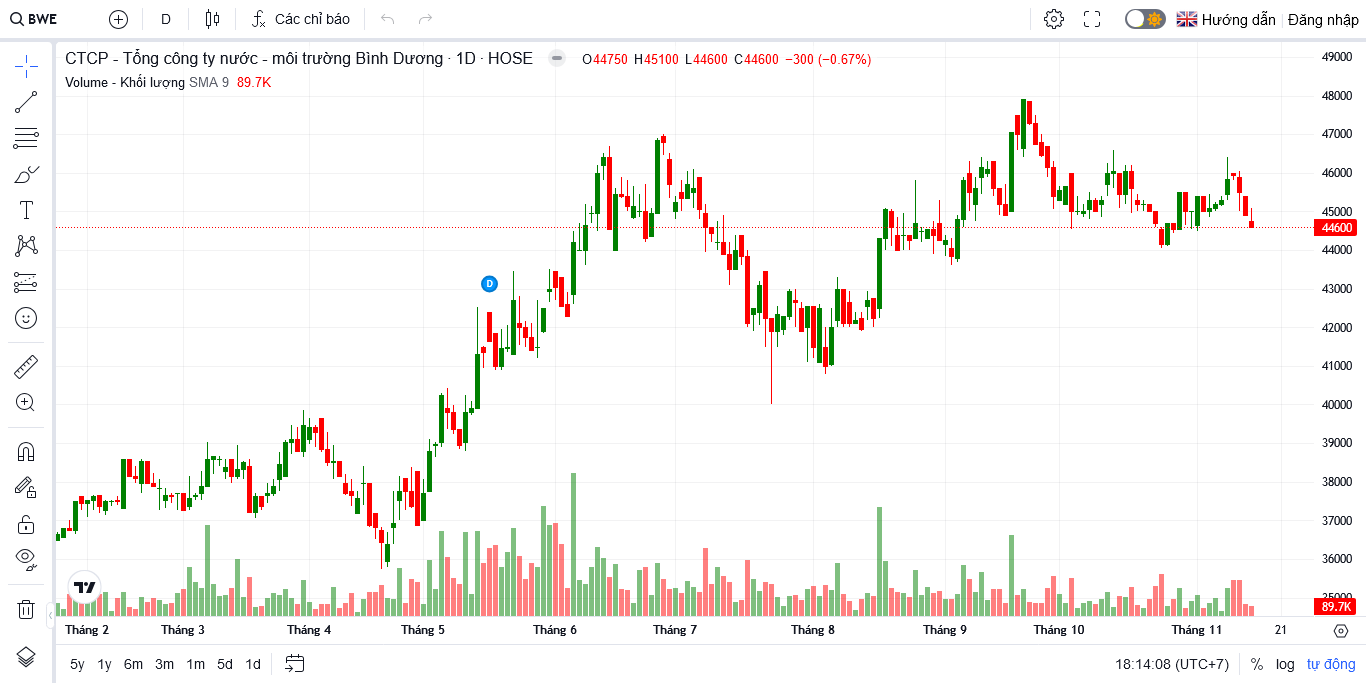 BWE D Các chỉ báo Hướng dẫn Đăng nhập
CTCP - Tổng công ty nước - môi trường Bình Dương · 1D · HOSE O44750 H45100 L44600 C44600 −300 (−0.67%)
Volume - Khối lượng SMA 9 89.7K
49000
48000
47000
46000
45000
44600
44000
43000
D
42000
41000
40000
39000
38000
37000
36000
35000
89.7K
Tháng 2 Tháng 3 Tháng 4 Tháng 5 Tháng 6 Tháng 7 Tháng 8 Tháng 9 Tháng 10 Tháng 11 21
5y 1y 6m 3m 1m 5d 1d 18:14:08 (UTC+7) % log tự động